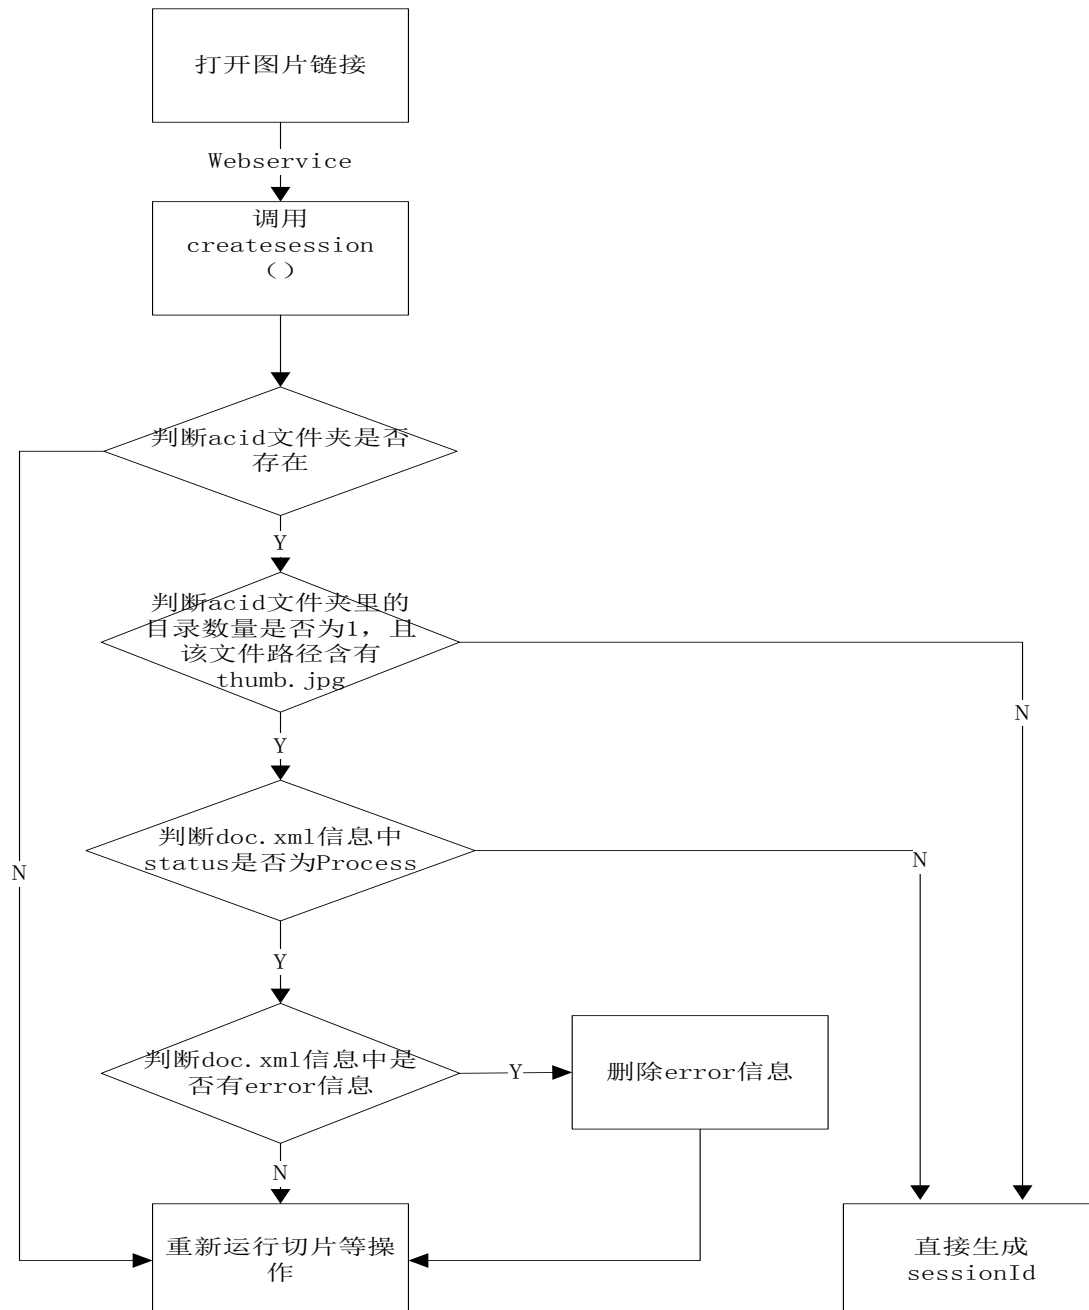 打开图片链接
Webservice
调用
createsession
()
判断acid文件夹是否
存在
Y
判断acid文件夹里的
目录数量是否为1，且
该文件路径含有
thumb.jpg
N
Y
判断doc.xml信息中
status是否为Process
N
N
Y
判断doc.xml信息中是
否有error信息
Y
删除error信息
N
重新运行切片等操
作
直接生成
sessionId